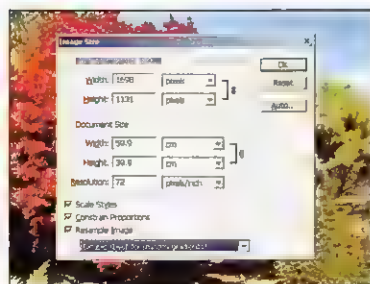 Image Size
Ok
Width: 1698 pixels
Reset
Height: 1131 pixels
Auto...
Document Size
Width: 59.9 cm
Height: 39.9 cm
Resolution: 72 pixels/inch
Scale Styles
Constrain Proportions
Resample Image